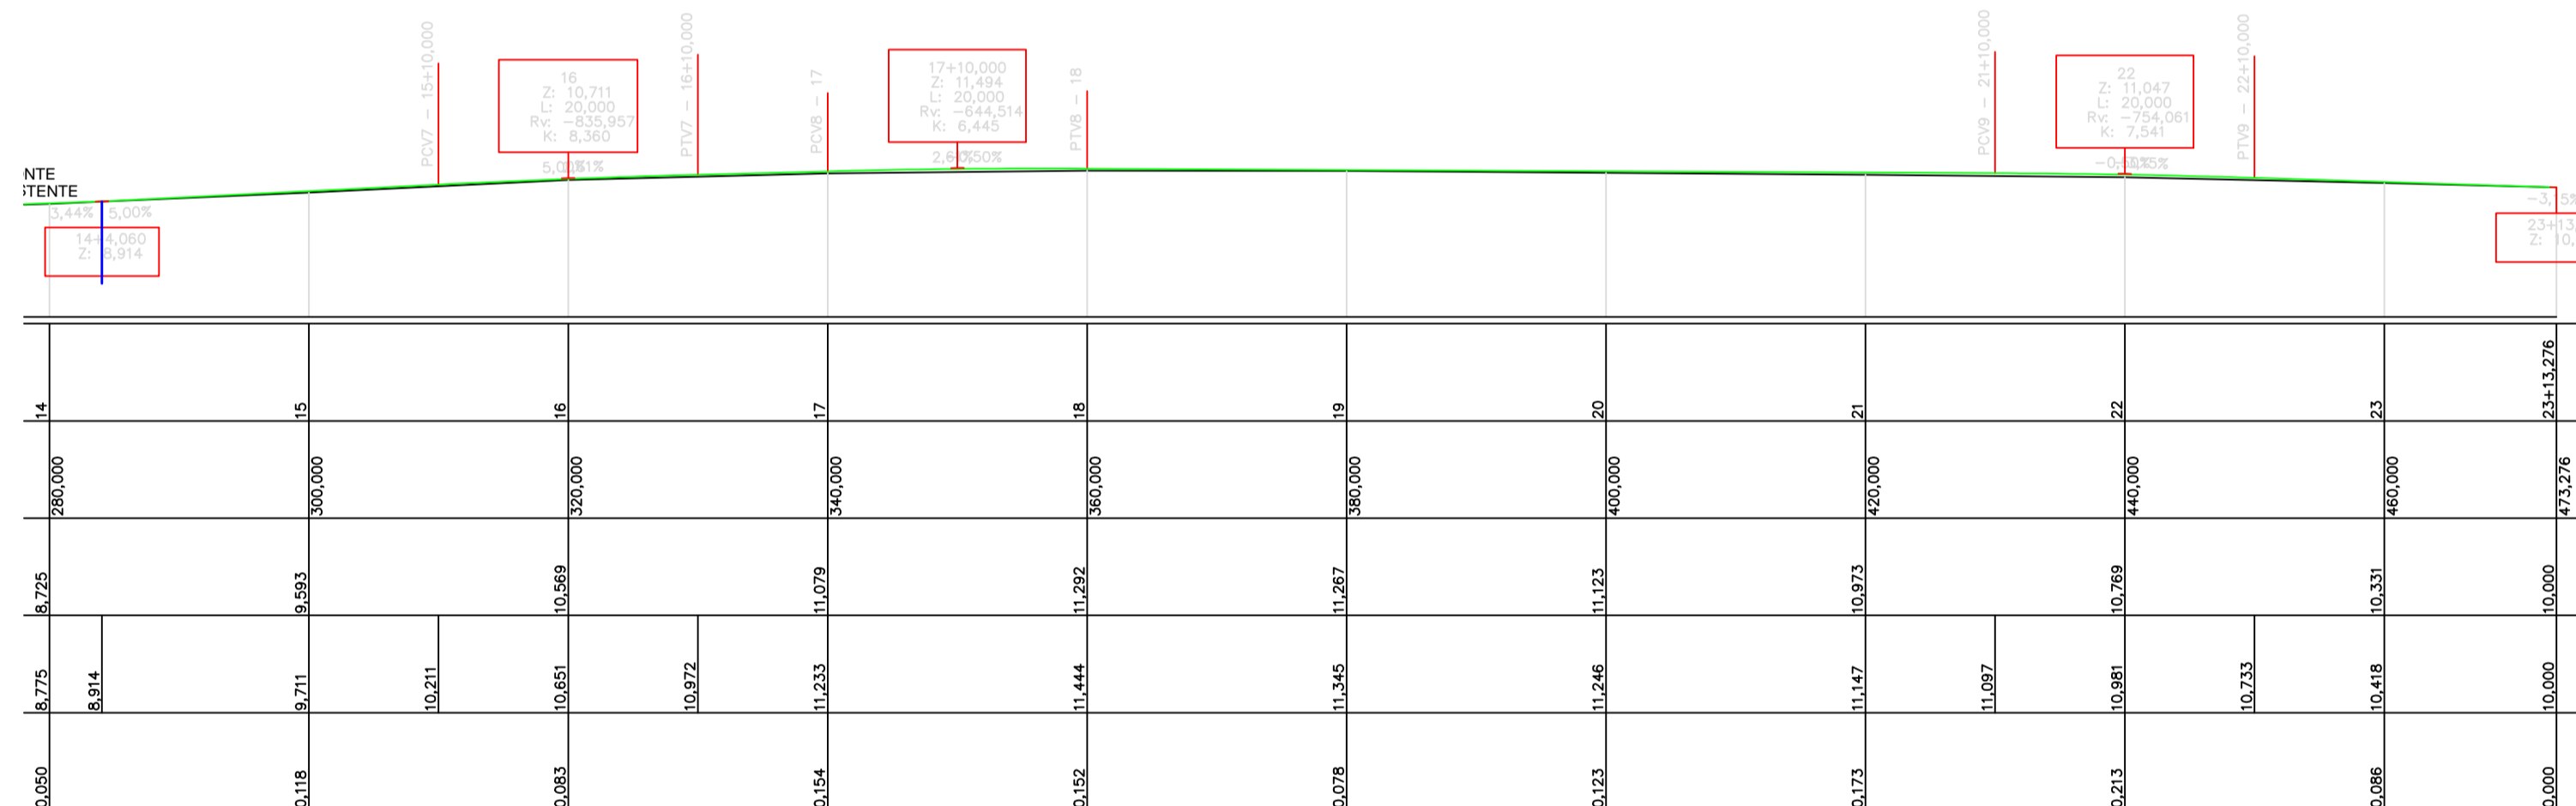 PCV7 - 15+10,000
16
Z: 10,711
L: 20,000
Rv: -835,957
K: 8,360
PTV7 - 16+10,000
PCV8 - 17
17+10,000
Z: 11,494
L: 20,000
Rv: -644,514
K: 6,445
PTV8 - 18
PCV9 - 21+10,000
22
Z: 11,047
L: 20,000
Rv: -754,061
K: 7,541
PTV9 - 22+10,000
3,44% 5,00%
14+4,060
Z: 8,914
23+13,
Z: 10,
14 15 16 17 18 19 20 21 22 23 23+13,276
280,000 300,000 320,000 340,000 360,000 380,000 400,000 420,000 440,000 460,000 473,276
8,725 9,593 10,569 11,079 11,292 11,267 11,123 10,973 10,769 10,331 10,000
8,775 8,914 9,711 10,211 10,651 10,972 11,233 11,444 11,345 11,246 11,147 11,097 10,981 10,733 10,418 10,000
0,050 0,118 0,083 0,154 0,152 0,078 0,123 0,173 0,213 0,086 0,000